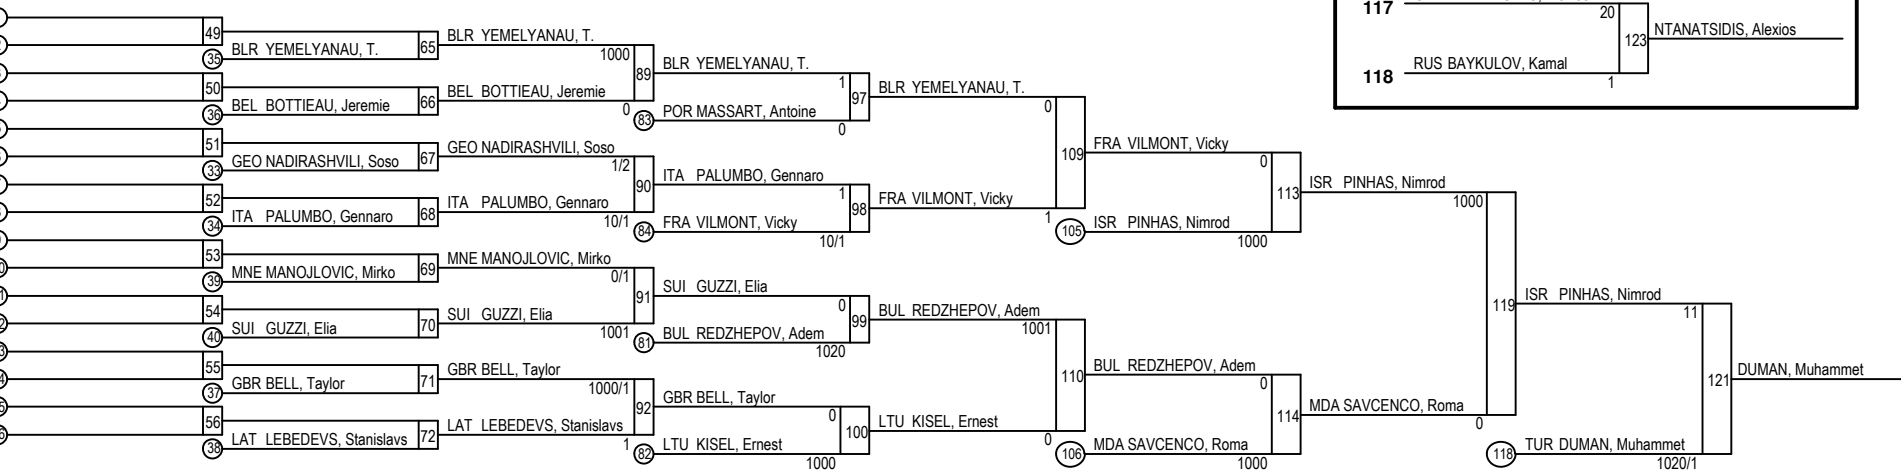 49
35
BLR YEMELYANAU, T.
50
36
BEL BOTTIEAU, Jeremie
51
33
GEO NADIRASHVILI, Soso
52
34
ITA PALUMBO, Gennaro
53
39
MNE MANOJLOVIC, Mirko
54
40
SUI GUZZI, Elia
55
37
GBR BELL, Taylor
56
38
LAT LEBEDEVS, Stanislavs
65
BLR YEMELYANAU, T.
1000
66
BEL BOTTIEAU, Jeremie
0
67
GEO NADIRASHVILI, Soso
1/2
68
ITA PALUMBO, Gennaro
10/1
69
MNE MANOJLOVIC, Mirko
0/1
70
SUI GUZZI, Elia
1001
71
GBR BELL, Taylor
1000/1
72
LAT LEBEDEVS, Stanislavs
1
89
BLR YEMELYANAU, T.
1
83
POR MASSART, Antoine
0
90
ITA PALUMBO, Gennaro
1
84
FRA VILMONT, Vicky
10/1
91
SUI GUZZI, Elia
0
81
BUL REDZHEPOV, Adem
1020
92
GBR BELL, Taylor
0
82
LTU KISEL, Ernest
1000
97
BLR YEMELYANAU, T.
0
98
FRA VILMONT, Vicky
1
99
BUL REDZHEPOV, Adem
1001
100
LTU KISEL, Ernest
0
109
FRA VILMONT, Vicky
0
105
ISR PINHAS, Nimrod
1000
110
BUL REDZHEPOV, Adem
0
106
MDA SAVCENCO, Roma
1000
113
ISR PINHAS, Nimrod
1000
114
MDA SAVCENCO, Roma
0
119
ISR PINHAS, Nimrod
11
118
TUR DUMAN, Muhammet
1020/1
121
DUMAN, Muhammet
117
20
123
NTANATSIDIS, Alexios
118
RUS BAYKULOV, Kamal
1